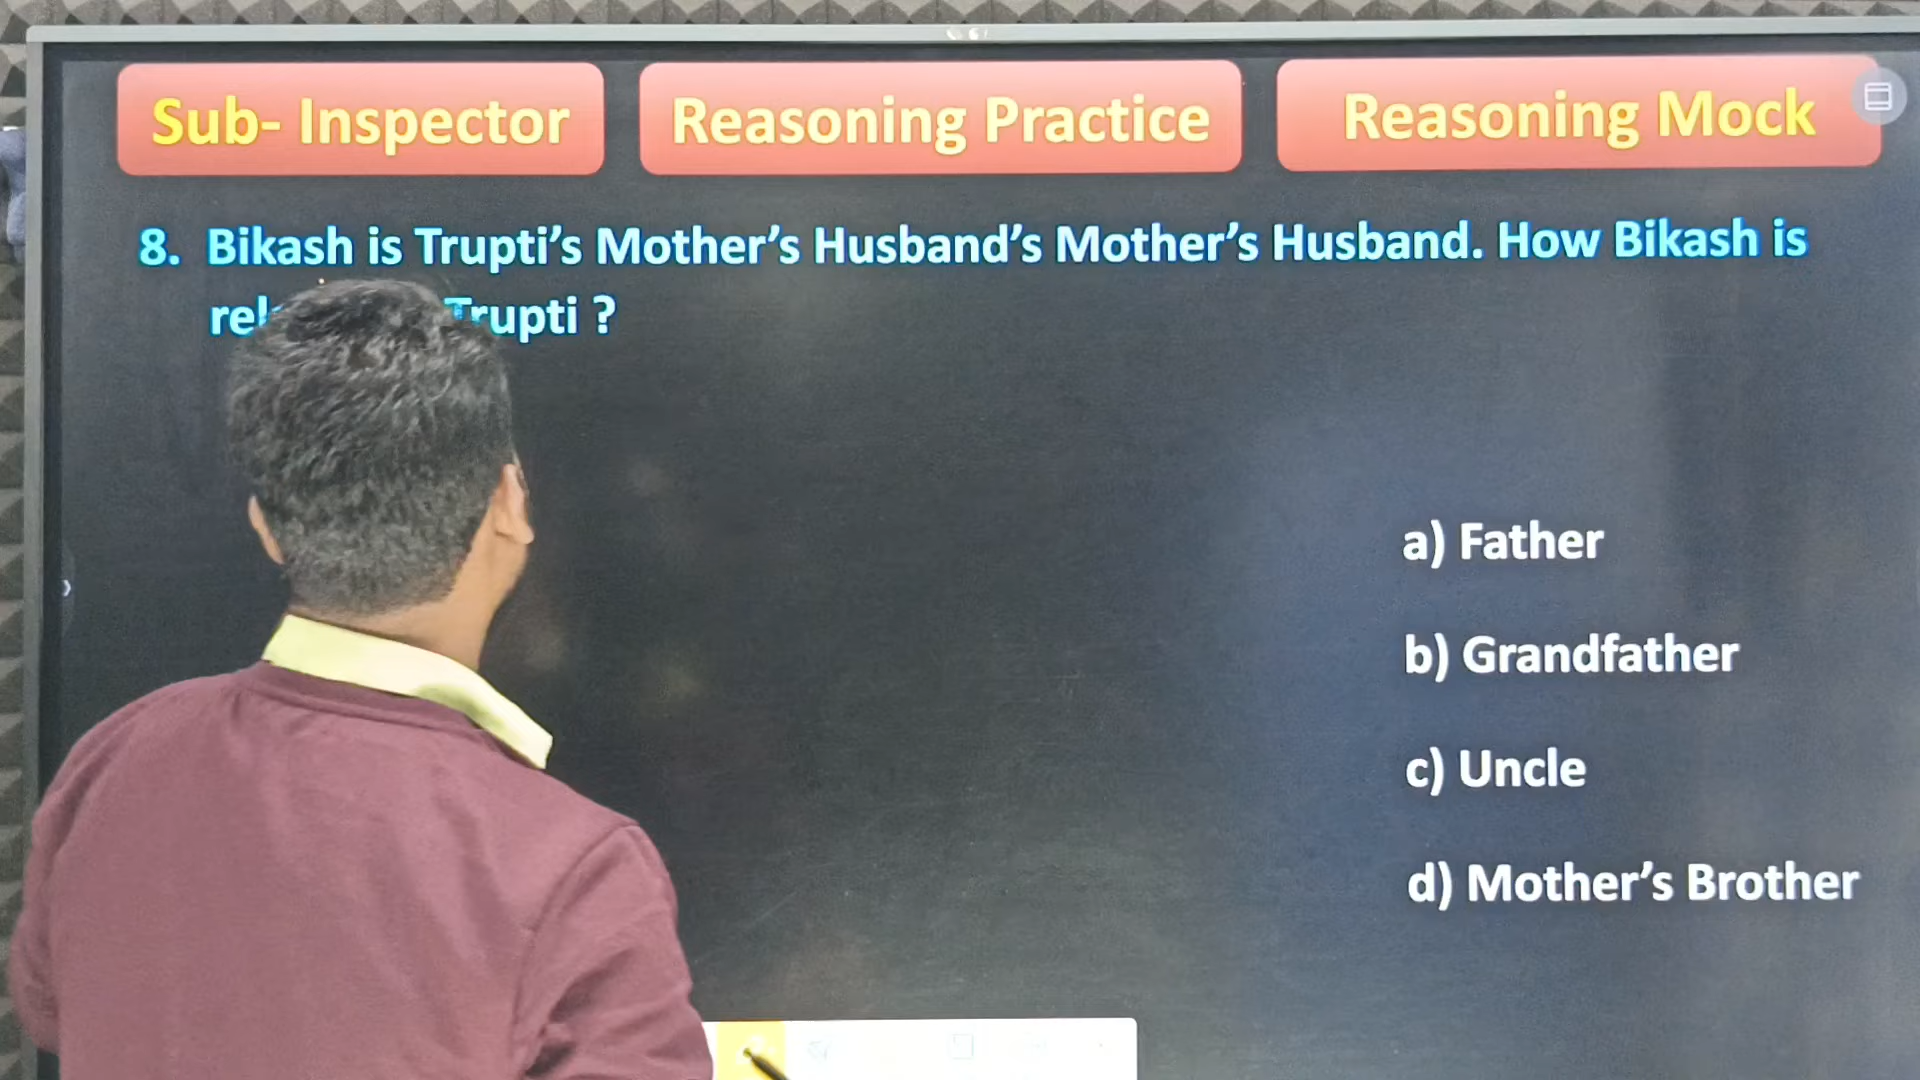 Sub- Inspector
Reasoning Practice
Reasoning Mock
8. Bikash is Trupti’s Mother’s Husband’s Mother’s Husband. How Bikash is
Trupti ?
a) Father
b) Grandfather
c) Uncle
d) Mother’s Brother